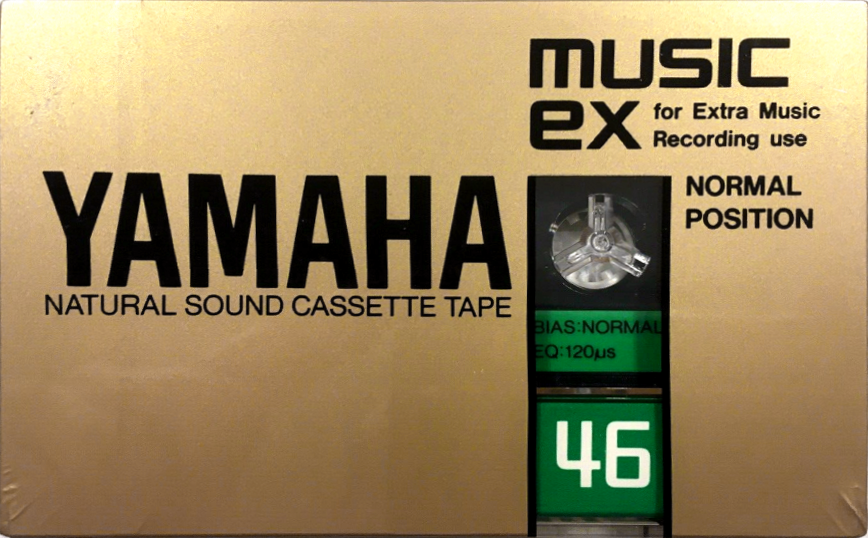 music
ex
for Extra Music
Recording use
YAMAHA
NATURAL SOUND CASSETTE TAPE
NORMAL
POSITION
BIAS:NORMAL
EQ:120μs
46